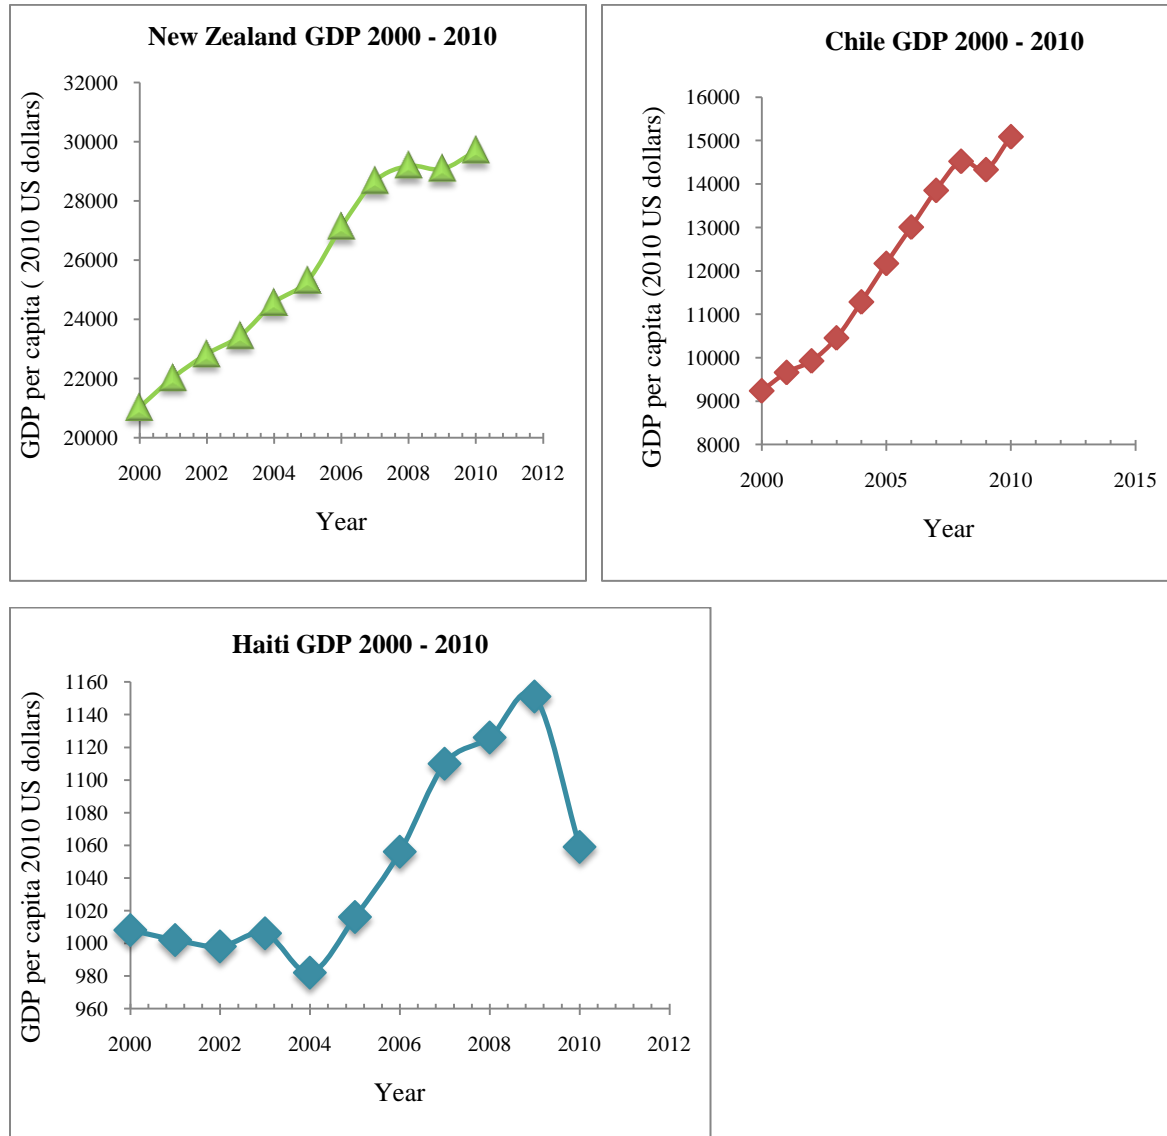 New Zealand GDP 2000 - 2010
GDP per capita ( 2010 US dollars)
32000
30000
28000
26000
24000
22000
20000
2000 2002 2004 2006 2008 2010 2012
Year
Chile GDP 2000 - 2010
GDP per capita (2010 US dollars)
16000
15000
14000
13000
12000
11000
10000
9000
8000
2000 2005 2010 2015
Year
Haiti GDP 2000 - 2010
GDP per capita 2010 US dollars)
1160
1140
1120
1100
1080
1060
1040
1020
1000
980
960
2000 2002 2004 2006 2008 2010 2012
Year